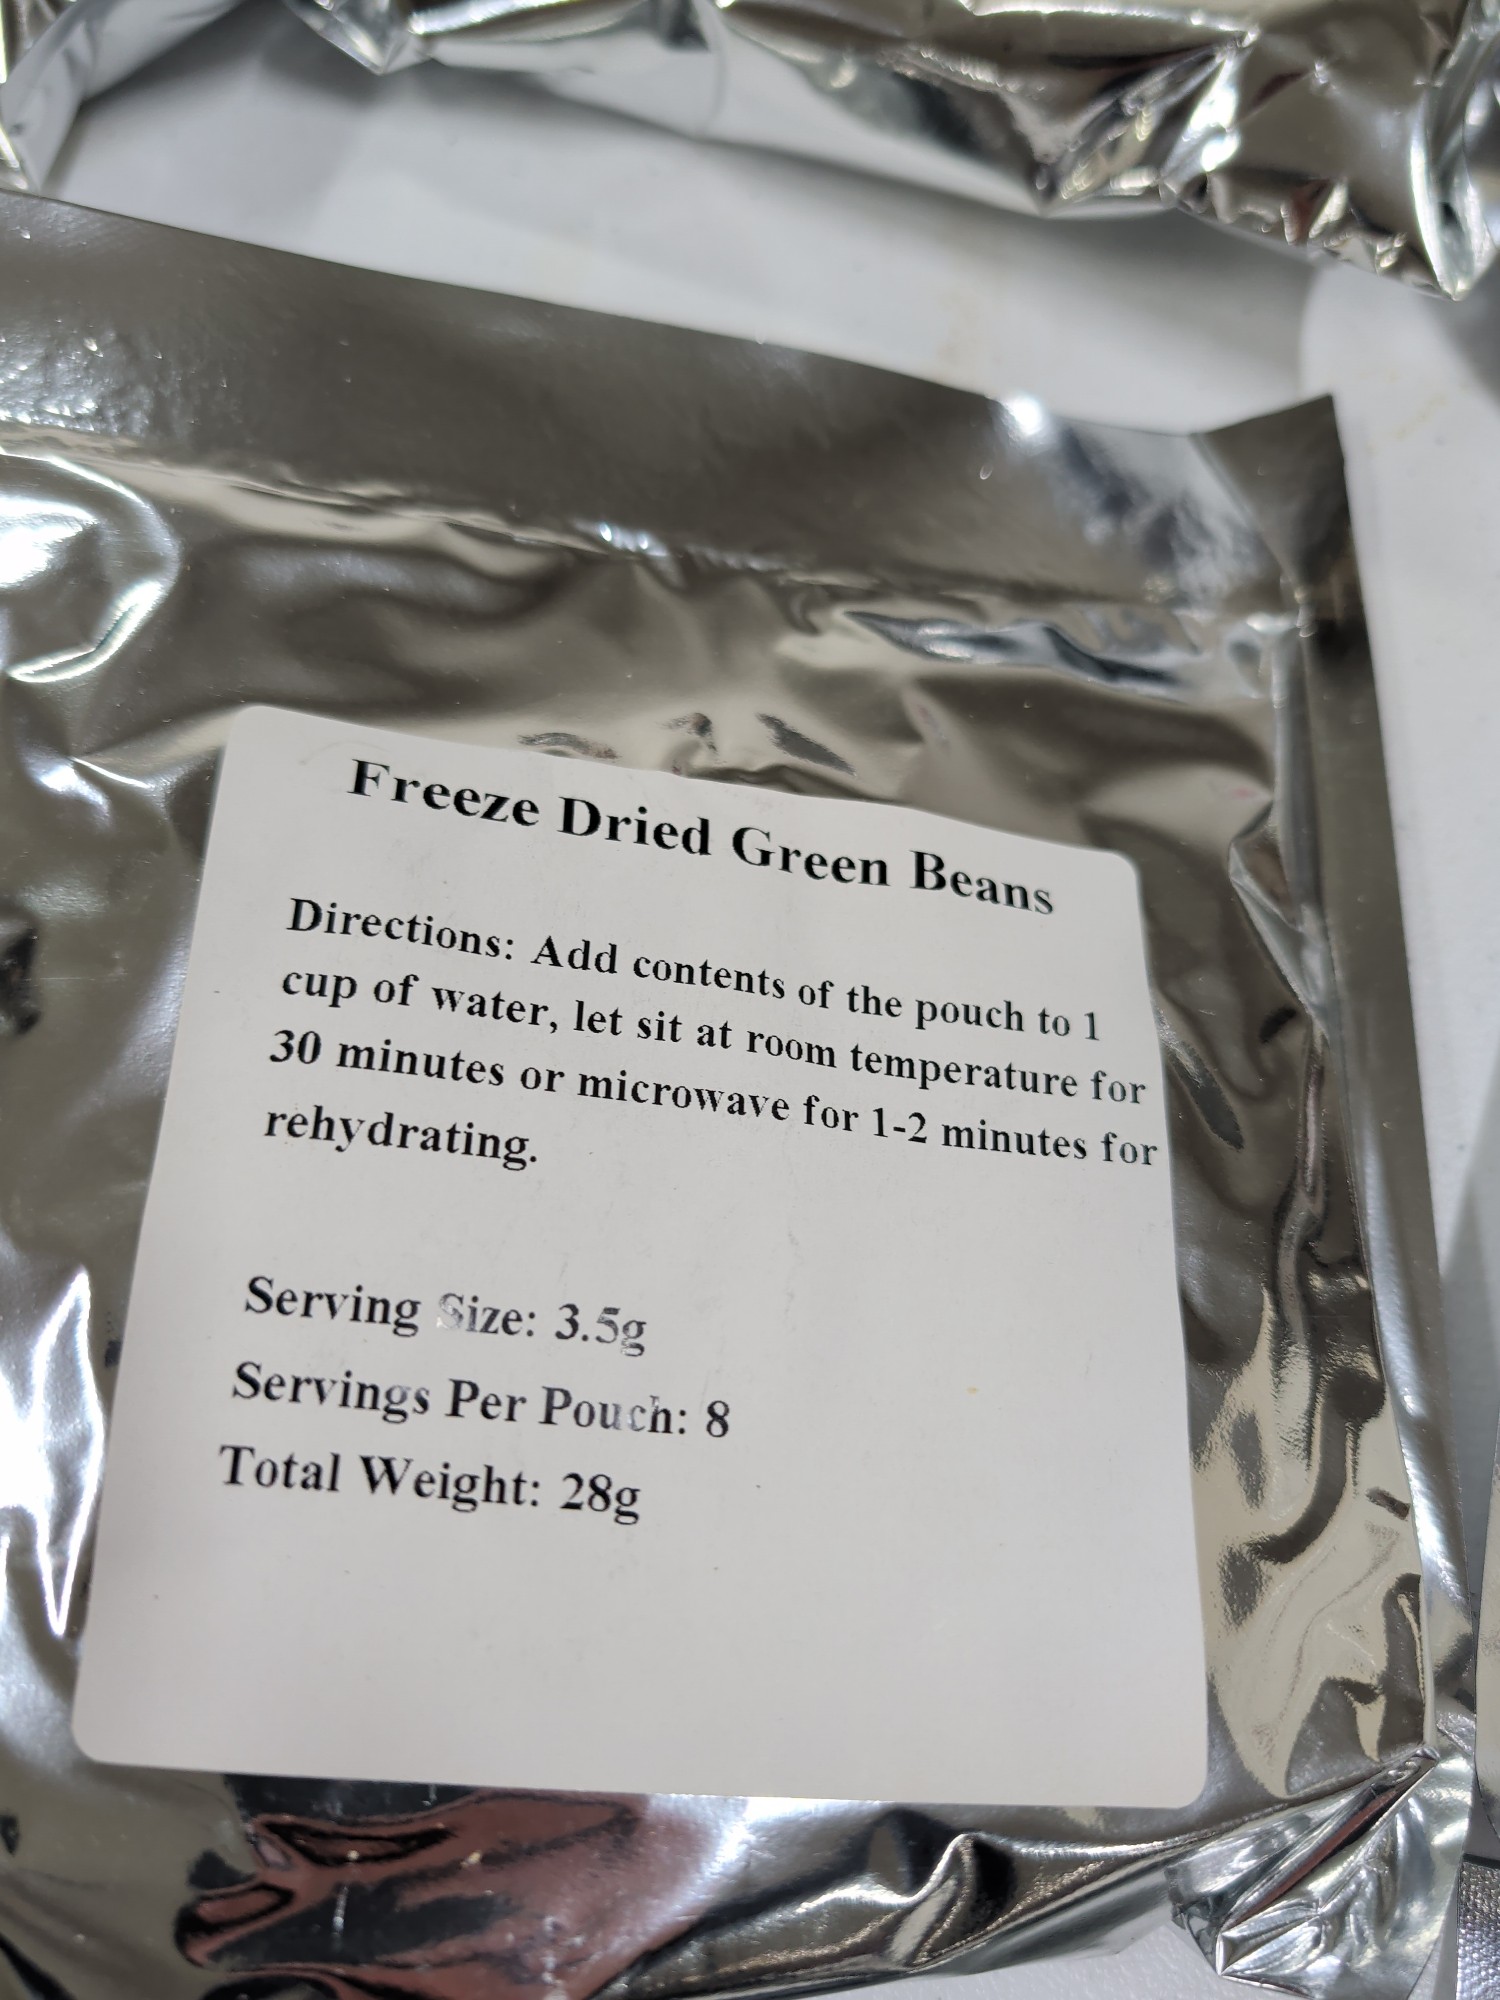 Freeze Dried Green Beans
Directions: Add contents of the pouch to 1
cup of water, let sit at room temperature for
30 minutes or microwave for 1-2 minutes for
rehydrating.
Serving Size: 3.5g
Servings Per Pouch: 8
Total Weight: 28g